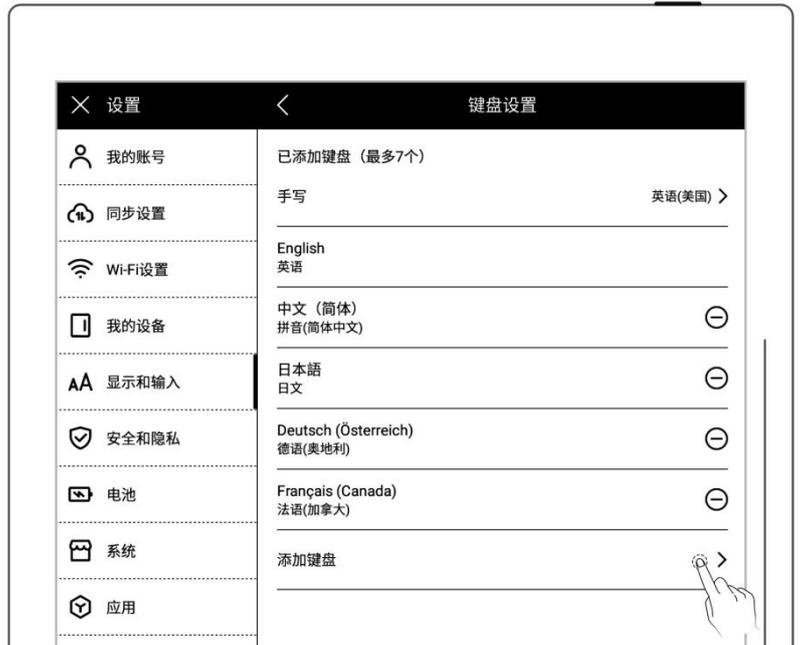 设置
键盘设置
我的账号
同步设置
Wi-Fi设置
我的设备
AA 显示和输入
安全和隐私
电池
系统
应用
已添加键盘（最多7个）
手写 英语(美国)
English
英语
中文（简体）
拼音(简体中文)
日本語
日文
Deutsch (Österreich)
德语(奥地利)
Français (Canada)
法语(加拿大)
添加键盘